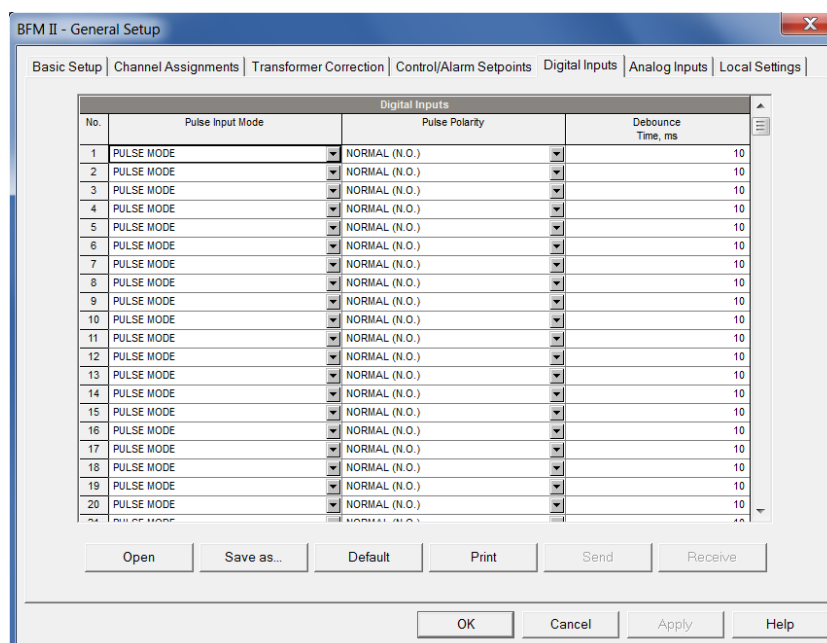 BFM II - General Setup
Basic Setup Channel Assignments Transformer Correction Control/Alarm Setpoints Digital Inputs Analog Inputs Local Settings
Digital Inputs
No. Pulse Input Mode Pulse Polarity Debounce Time, ms
1 PULSE MODE NORMAL (N.O.) 10
2 PULSE MODE NORMAL (N.O.) 10
3 PULSE MODE NORMAL (N.O.) 10
4 PULSE MODE NORMAL (N.O.) 10
5 PULSE MODE NORMAL (N.O.) 10
6 PULSE MODE NORMAL (N.O.) 10
7 PULSE MODE NORMAL (N.O.) 10
8 PULSE MODE NORMAL (N.O.) 10
9 PULSE MODE NORMAL (N.O.) 10
10 PULSE MODE NORMAL (N.O.) 10
11 PULSE MODE NORMAL (N.O.) 10
12 PULSE MODE NORMAL (N.O.) 10
13 PULSE MODE NORMAL (N.O.) 10
14 PULSE MODE NORMAL (N.O.) 10
15 PULSE MODE NORMAL (N.O.) 10
16 PULSE MODE NORMAL (N.O.) 10
17 PULSE MODE NORMAL (N.O.) 10
18 PULSE MODE NORMAL (N.O.) 10
19 PULSE MODE NORMAL (N.O.) 10
20 PULSE MODE NORMAL (N.O.) 10
Open Save as... Default Print Send Receive
OK Cancel Apply Help